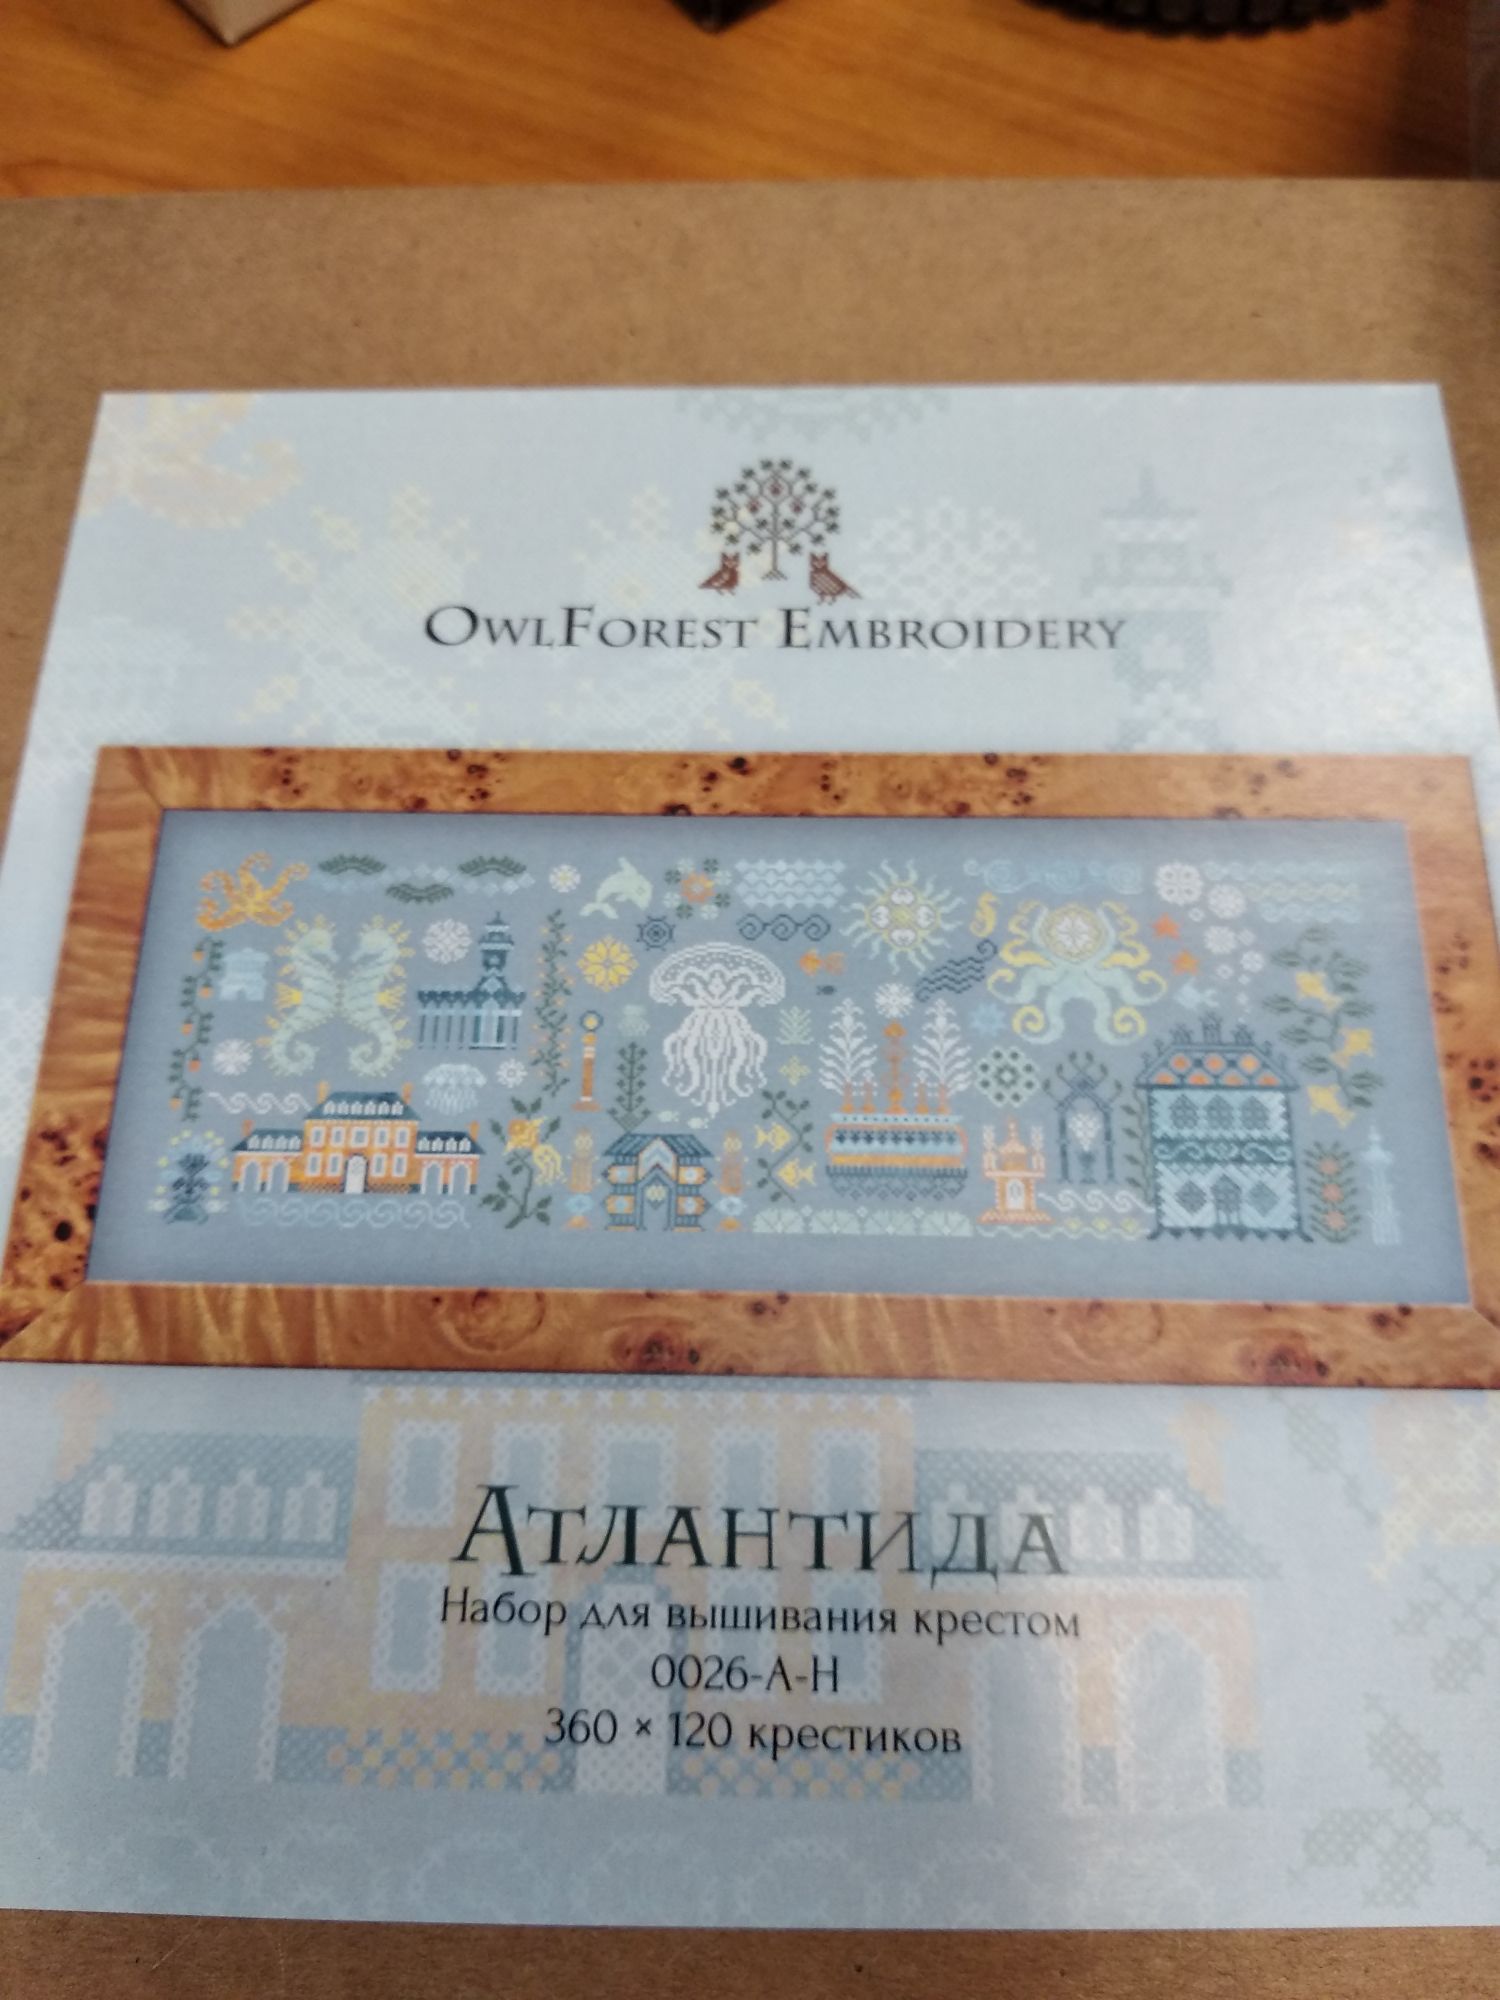 OwlForest Embroidery
Атлантида
Набор для вышивания крестом
0026-А-Н
360 × 120 крестиков